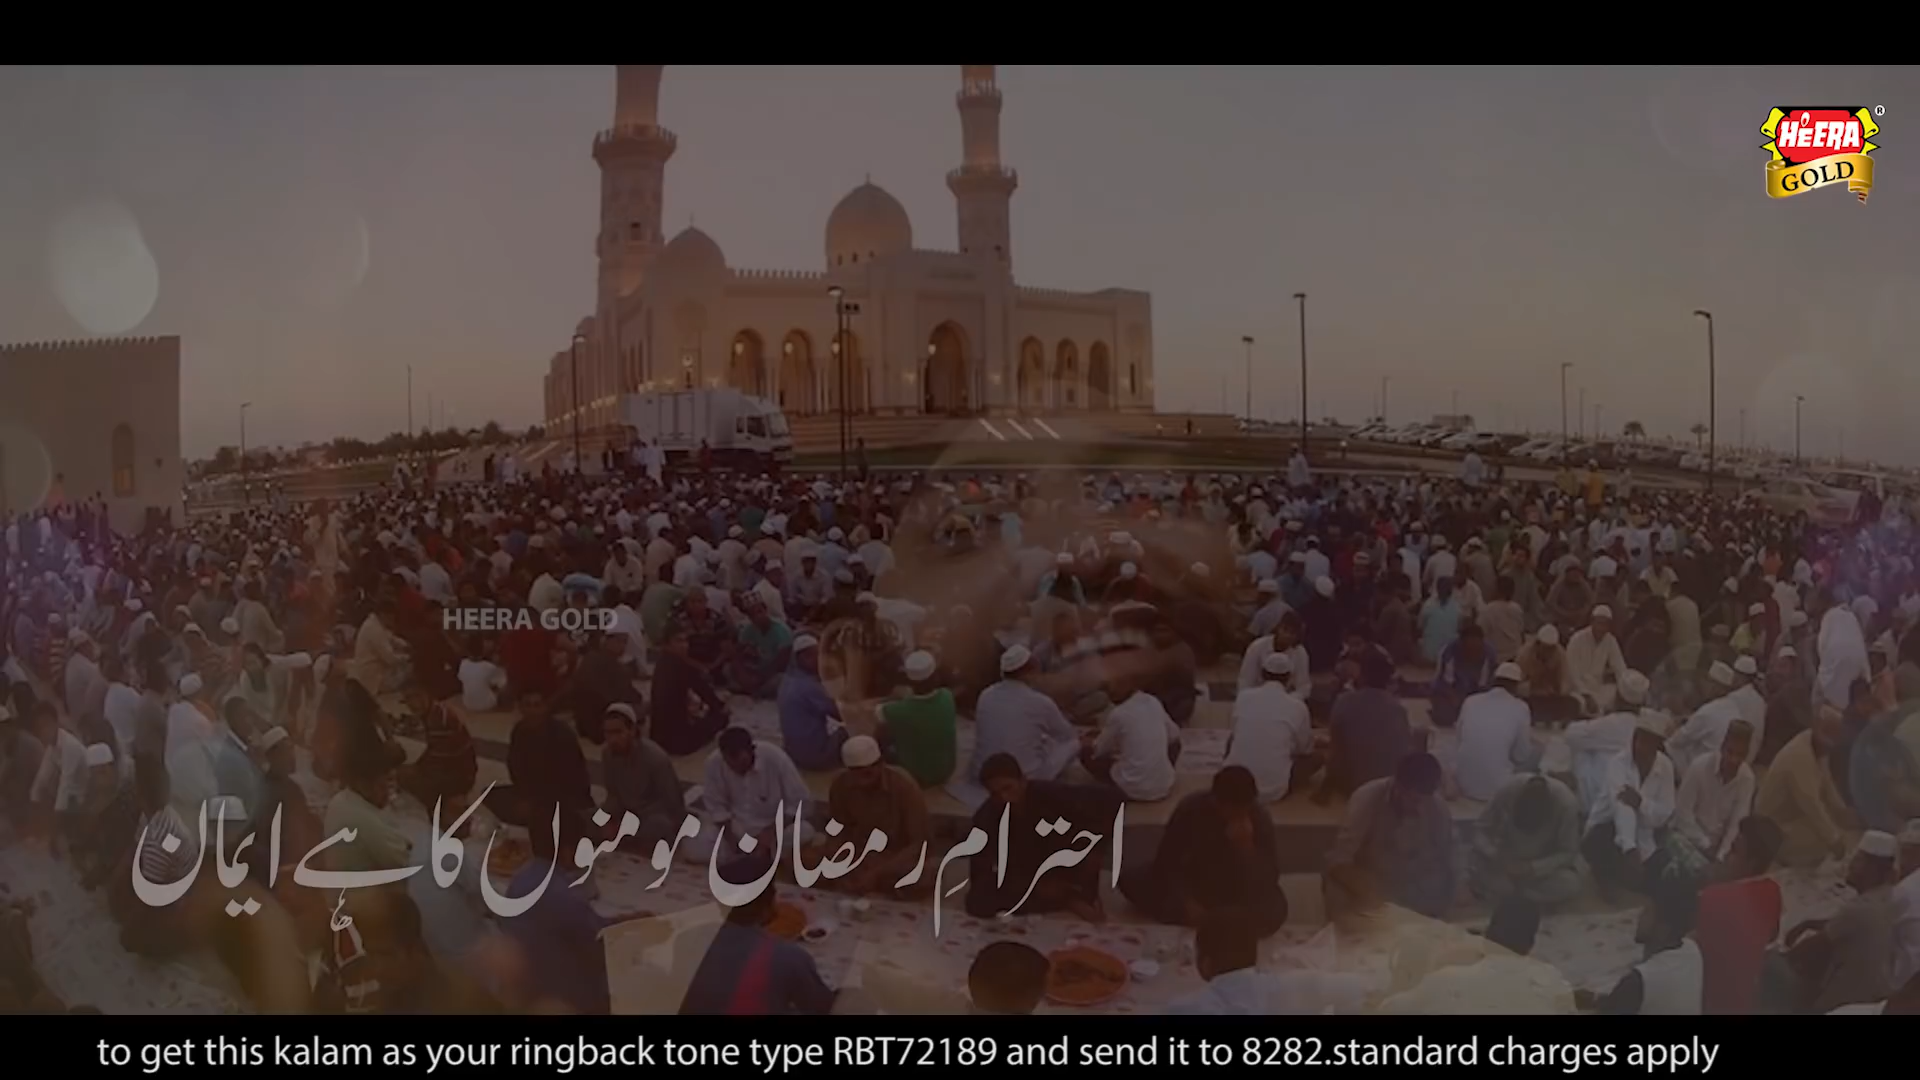 HEERA
GOLD
®
HEERA GOLD
احترامِ رمضان مومنوں کا ہے ایمان
to get this kalam as your ringback tone type RBT72189 and send it to 8282.standard charges apply